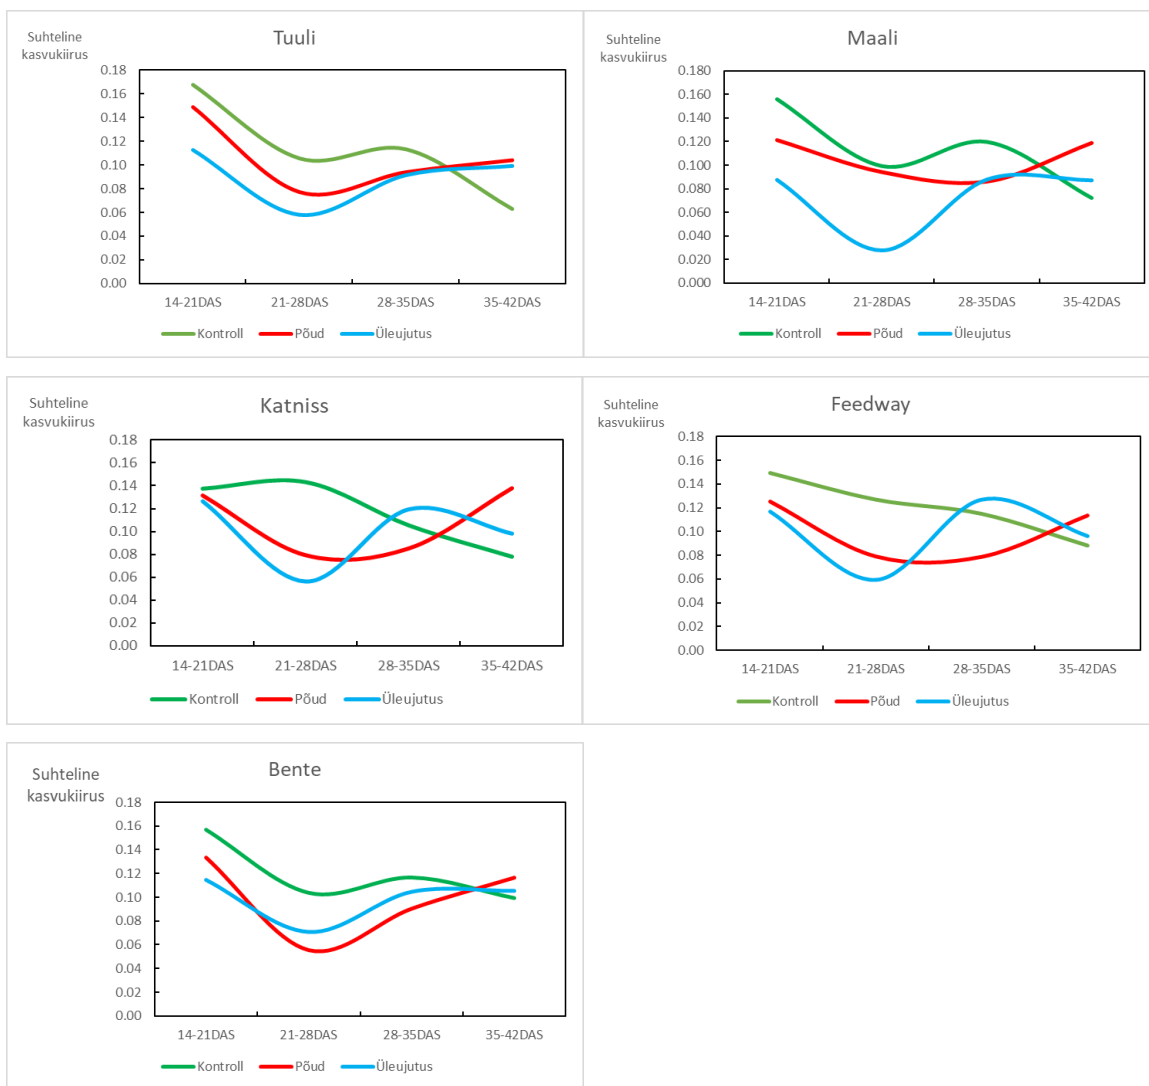 Suhteline
kasvukiirus
Tuuli
0.18
0.16
0.14
0.12
0.10
0.08
0.06
0.04
0.02
0.00
14-21DAS 21-28DAS 28-35DAS 35-42DAS
Kontroll Põud Üleujutus
Suhteline
kasvukiirus
Maali
0.180
0.160
0.140
0.120
0.100
0.080
0.060
0.040
0.020
0.000
14-21DAS 21-28DAS 28-35DAS 35-42DAS
Kontroll Põud Üleujutus
Suhteline
kasvukiirus
Katniss
0.18
0.16
0.14
0.12
0.10
0.08
0.06
0.04
0.02
0.00
14-21DAS 21-28DAS 28-35DAS 35-42DAS
Kontroll Põud Üleujutus
Suhteline
kasvukiirus
Feedway
0.18
0.16
0.14
0.12
0.10
0.08
0.06
0.04
0.02
0.00
14-21DAS 21-28DAS 28-35DAS 35-42DAS
Kontroll Põud Üleujutus
Suhteline
kasvukiirus
Bente
0.18
0.16
0.14
0.12
0.10
0.08
0.06
0.04
0.02
0.00
14-21DAS 21-28DAS 28-35DAS 35-42DAS
Kontroll Põud Üleujutus